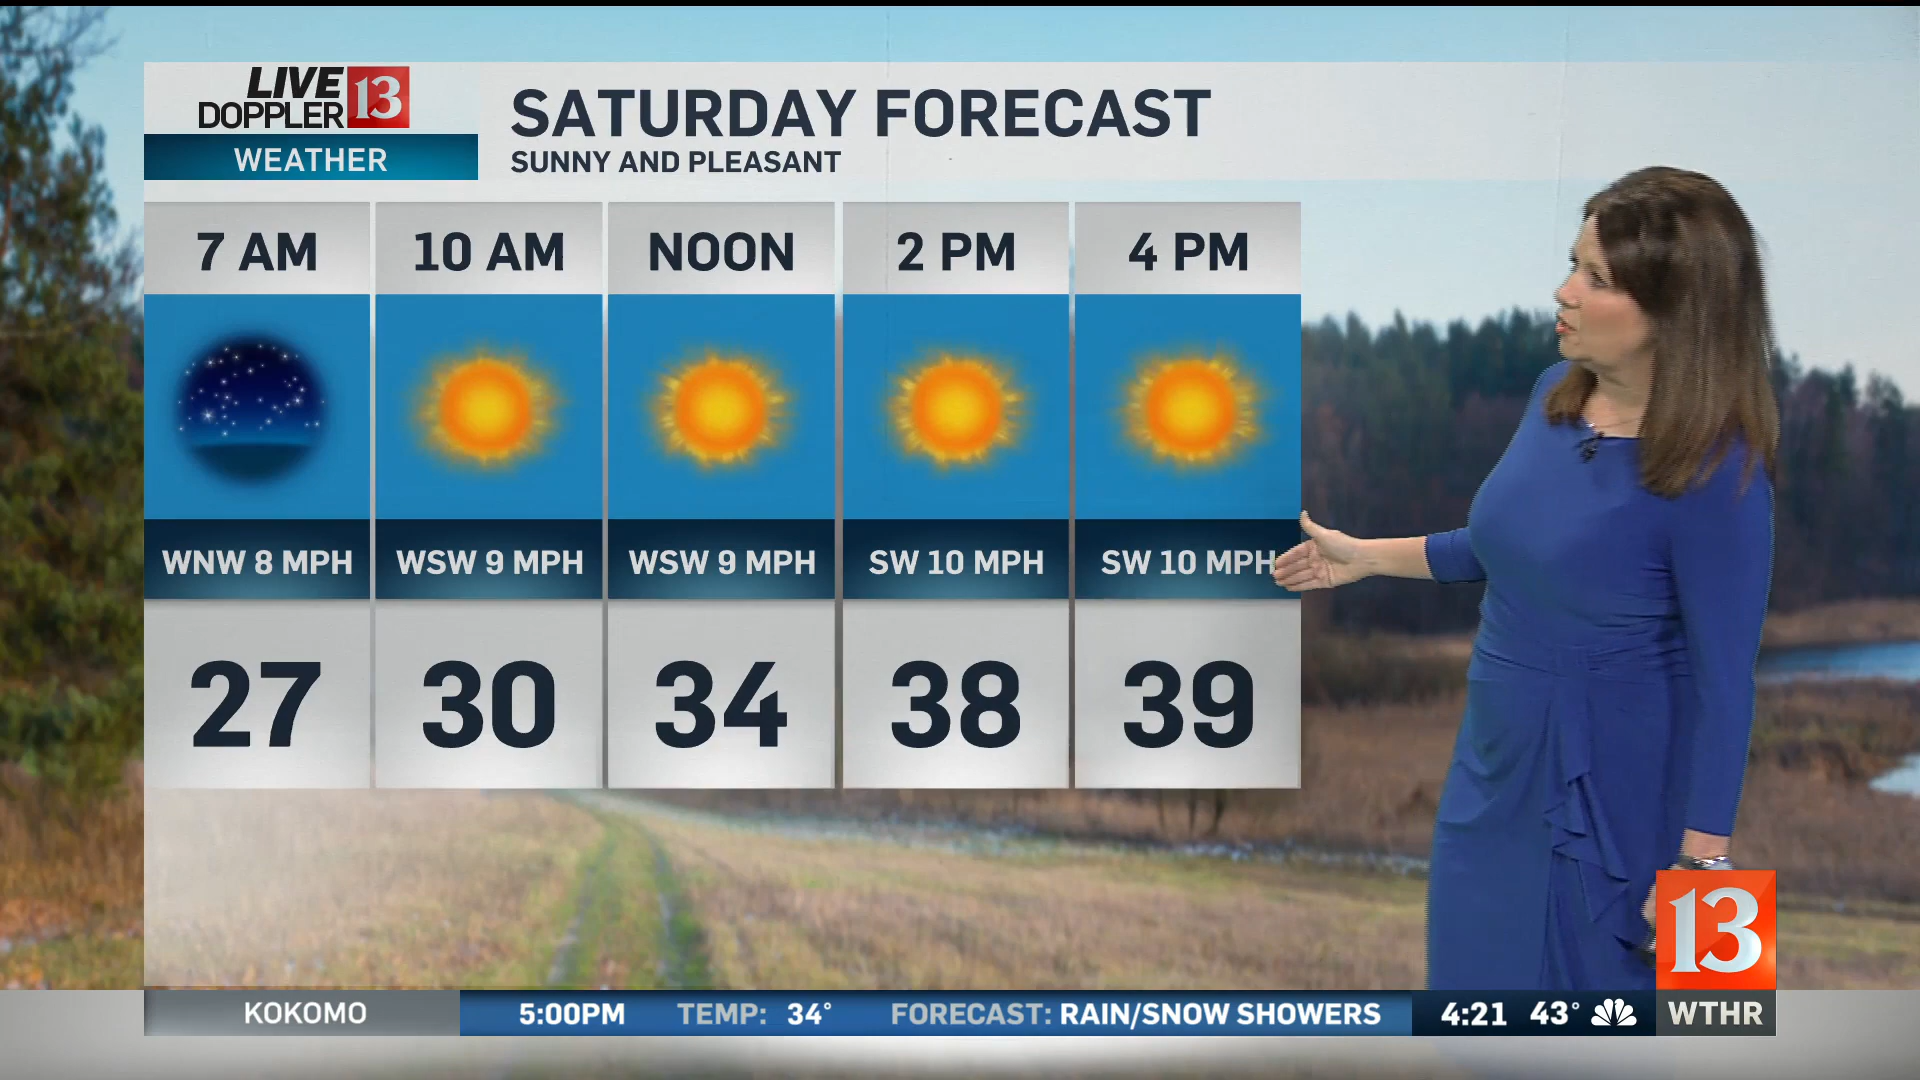 LIVE
DOPPLER 13
WEATHER
SATURDAY FORECAST
SUNNY AND PLEASANT
7 AM 10 AM NOON 2 PM 4 PM
WNW 8 MPH WSW 9 MPH WSW 9 MPH SW 10 MPH SW 10 MPH
27 30 34 38 39
13
KOKOMO 5:00PM TEMP: 34° FORECAST: RAIN/SNOW SHOWERS 4:21 43° WTHR